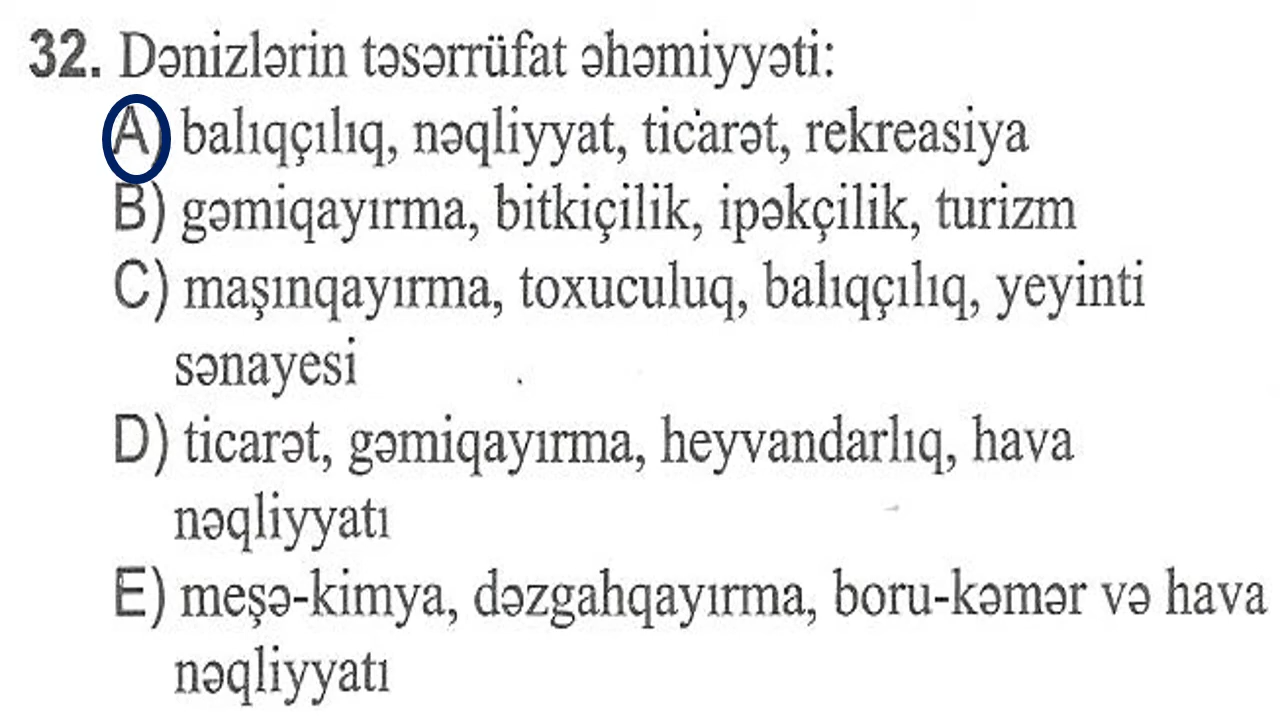 32. Dənizlərin təsərrüfat əhəmiyyəti:
A) balıqçılıq, nəqliyyat, ticarət, rekreasiya
B) gəmiqayırma, bitkiçilik, ipəkçilik, turizm
C) maşınqayırma, toxuculuq, balıqçılıq, yeyinti
sənayesi
D) ticarət, gəmiqayırma, heyvandarlıq, hava
nəqliyyatı
E) meşə-kimya, dəzgahqayırma, boru-kəmər və hava
nəqliyyatı